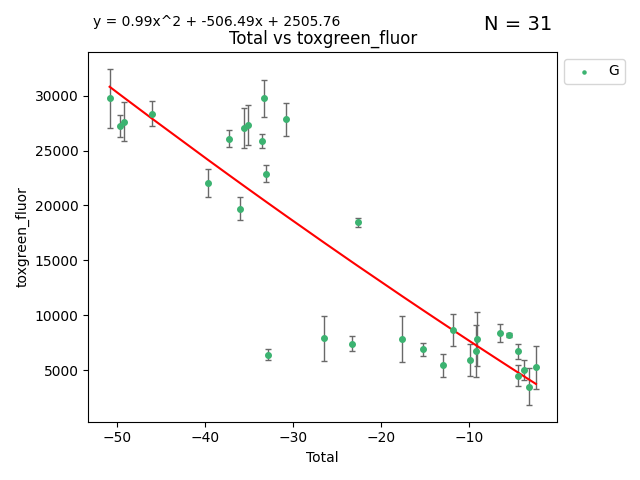 y = 0.99x^2 + -506.49x + 2505.76
N = 31
Total vs toxgreen_fluor
G
30000
25000
20000
15000
10000
5000
toxgreen_fluor
−50
−40
−30
−20
−10
Total